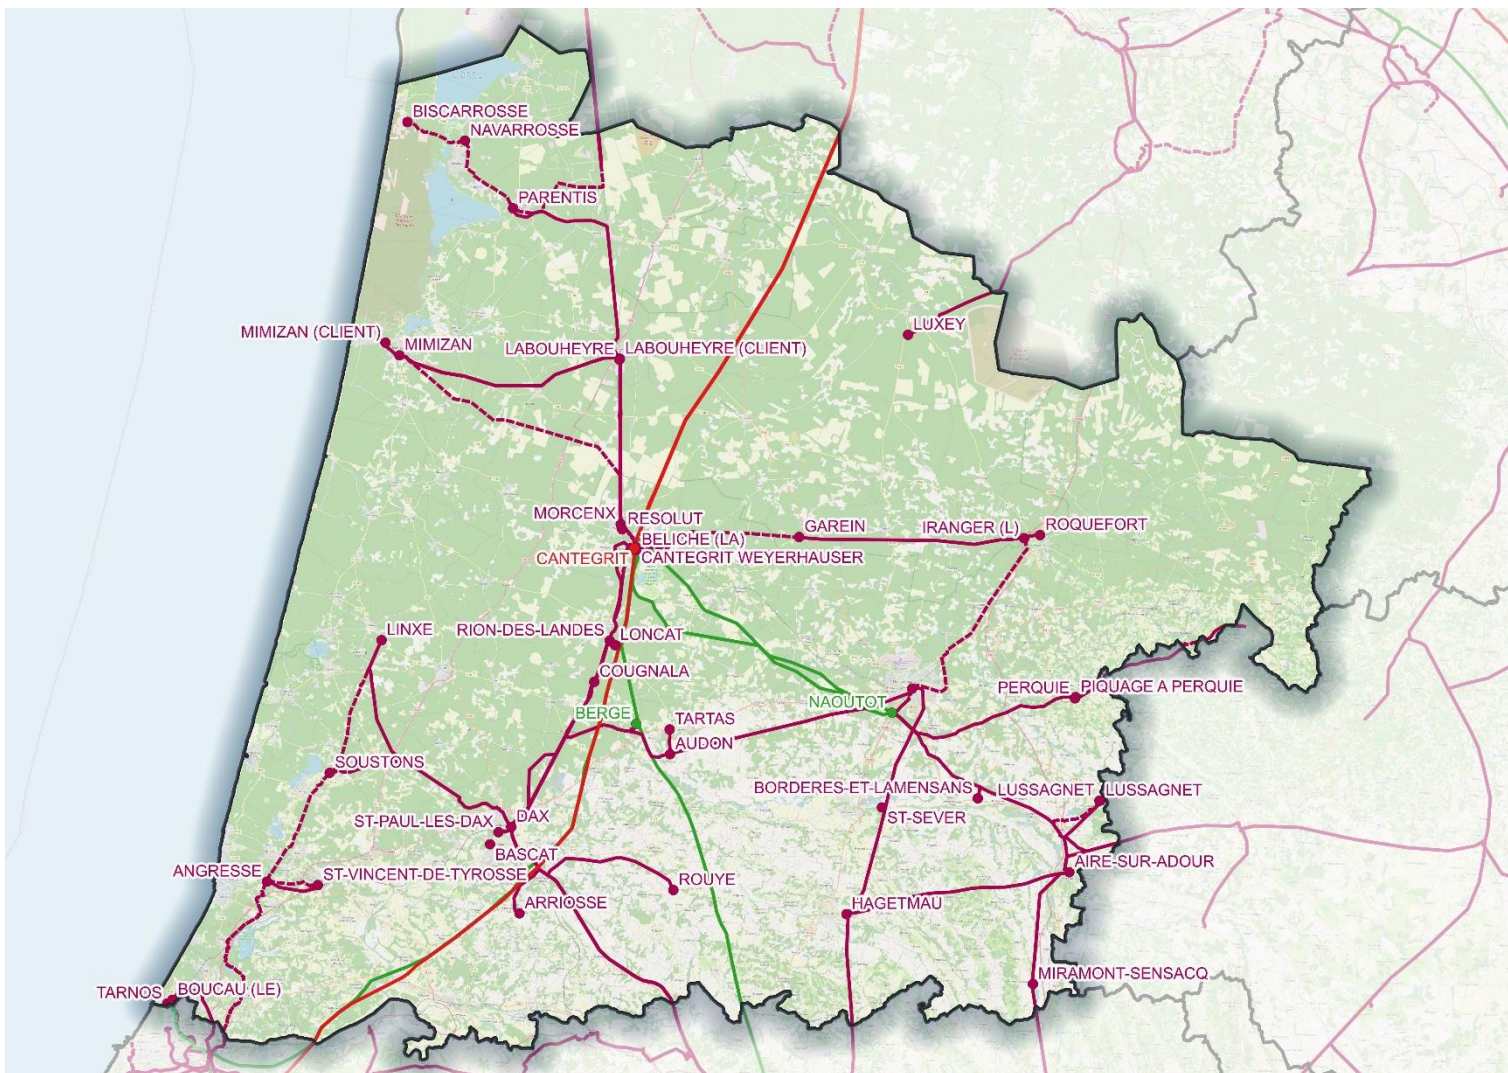 BISCARROSSE
NAVARROSSE
PARENTIS
MIMIZAN (CLIENT)
MIMIZAN
LABOUHEYRE
LABOUHEYRE (CLIENT)
LUXEY
MORCENX
RESOLUT
GAREIN
IRANGER (L)
ROQUEFORT
BELICHE (LA)
CANTEGRIT
CANTEGRIT WEYERHAUSER
LINXE
RION-DES-LANDES
LONCAT
COUGNALA
PERQUIE
PIQUAGE A PERQUIE
NAOUTOT
BERGE
TARTAS
AUDON
SOUSTONS
BORDERES-ET-LAMENSANS
LUSSAGNET
LUSSAGNET
ST-SEVER
ST-PAUL-LES-DAX
DAX
BASCAT
AIRE-SUR-ADOUR
ANGRESSE
ST-VINCENT-DE-TYROSSE
ROUYE
ARRIOSSE
HAGETMAU
MIRAMONT-SENSACQ
TARNOS
BOUCAU (LE)